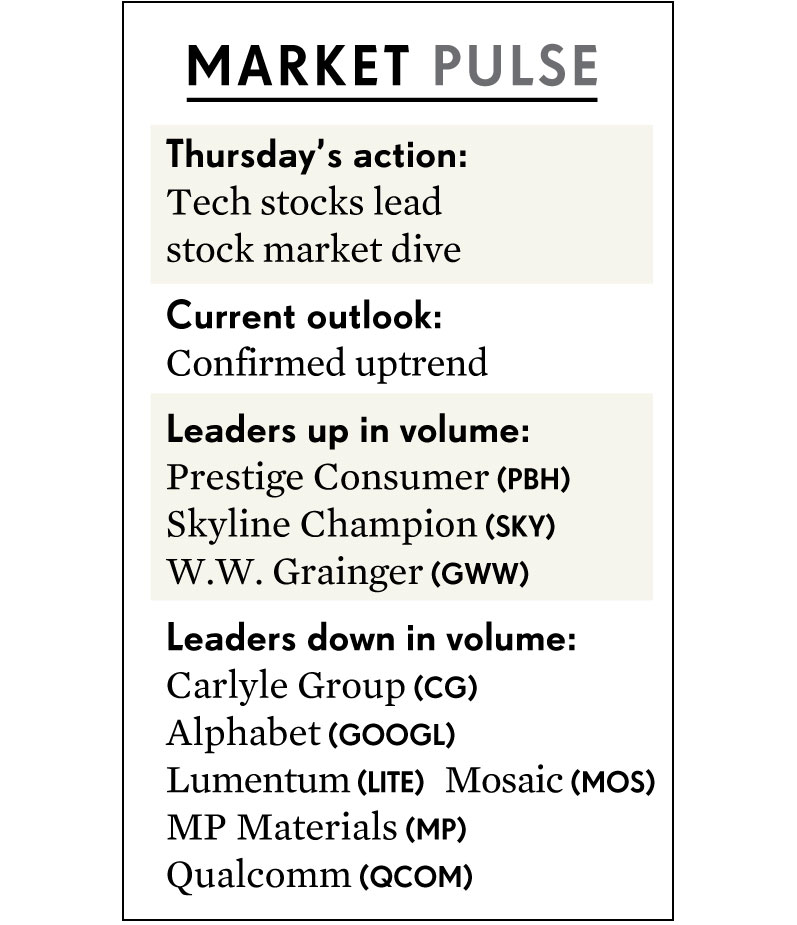 MARKET PULSE
Thursday’s action:
Tech stocks lead
stock market dive
Current outlook:
Confirmed uptrend
Leaders up in volume:
Prestige Consumer (PBH)
Skyline Champion (SKY)
W.W. Grainger (GWW)
Leaders down in volume:
Carlyle Group (CG)
Alphabet (GOOGL)
Lumentum (LITE) Mosaic (MOS)
MP Materials (MP)
Qualcomm (QCOM)